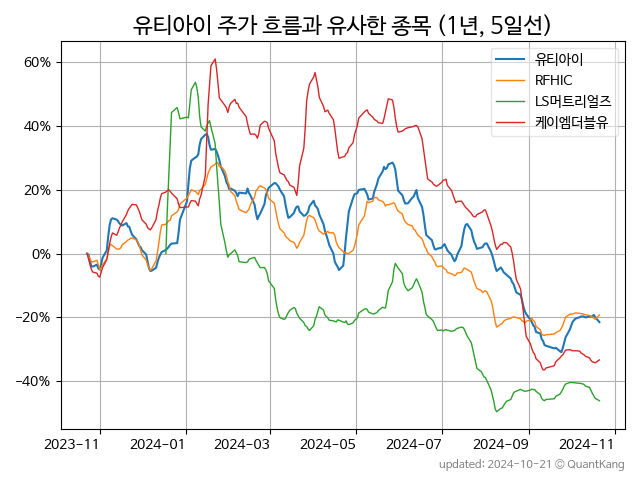 유티아이 주가 흐름과 유사한 종목 (1년, 5일선)
유티아이
RFHIC
LS머트리얼즈
케이엠더블유
60%
40%
20%
0%
−20%
−40%
2023-11
2024-01
2024-03
2024-05
2024-07
2024-09
2024-11
updated: 2024-10-21 © QuantKang